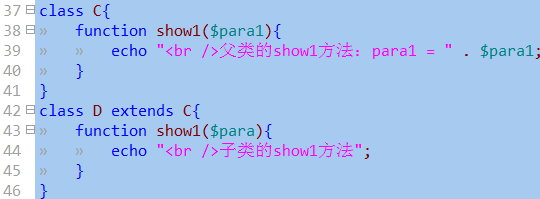 37 class C{
38 » function show1($para1){
39 » » echo "<br />父类的show1方法：para1 = " . $para1;
40 » }
41 }
42 class D extends C{
43 » function show1($para){
44 » » echo "<br />子类的show1方法";
45 » }
46 }